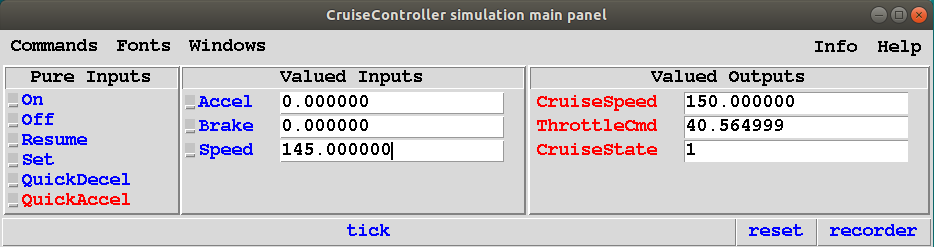 CruiseController simulation main panel
Commands Fonts Windows Info Help
Pure Inputs
On
Off
Resume
Set
QuickDecel
QuickAccel
Valued Inputs
Accel 0.000000
Brake 0.000000
Speed 145.000000
Valued Outputs
CruiseSpeed 150.000000
ThrottleCmd 40.564999
CruiseState 1
tick reset recorder